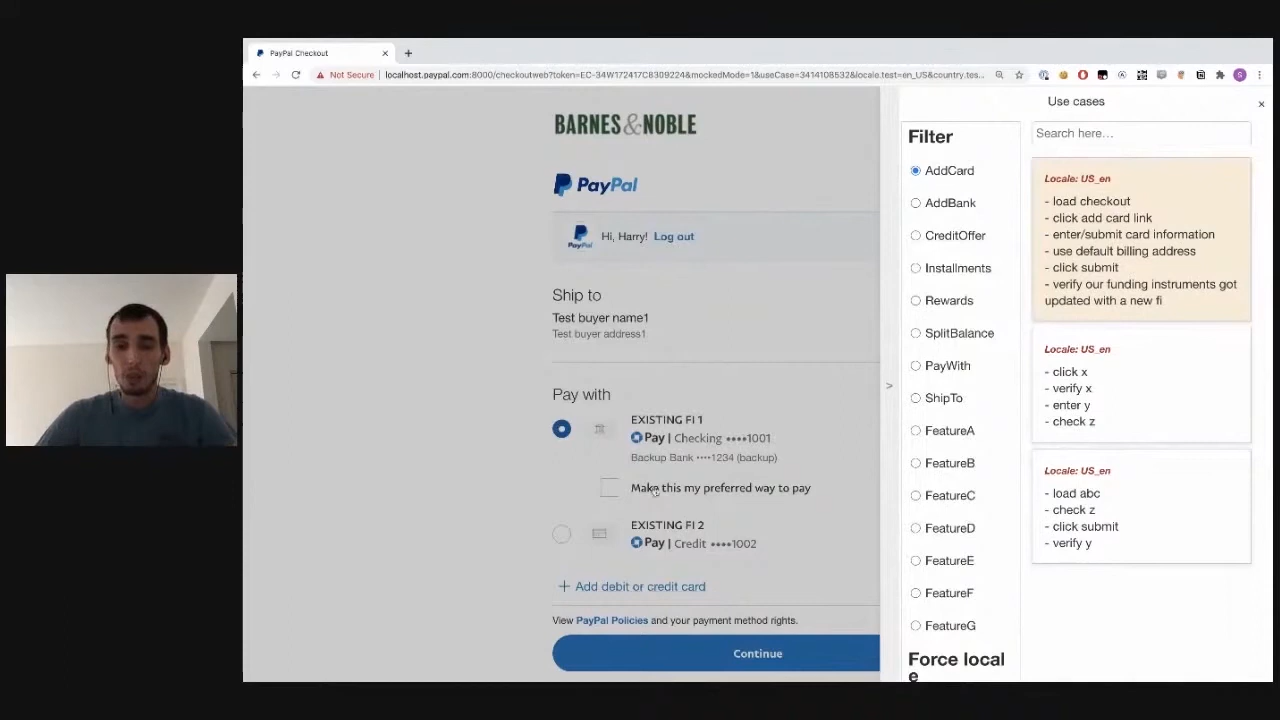 PayPal Checkout
Not Secure
localhost.paypal.com:8000/checkoutweb?token=EC-34W172417CB309224&mockedMode=1&useCase=3414108532&locale.test=en_US&country.tes...
BARNES&NOBLE
PayPal
PayPal
Hi, Harry! Log out
Ship to
Test buyer name1
Test buyer address1
Pay with
EXISTING FI 1
Pay | Checking ••••1001
Backup Bank ••••1234 (backup)
Make this my preferred way to pay
EXISTING FI 2
Pay | Credit ••••1002
+ Add debit or credit card
View PayPal Policies and your payment method rights.
Continue
>
Use cases
Filter
AddCard
AddBank
CreditOffer
Installments
Rewards
SplitBalance
PayWith
ShipTo
FeatureA
FeatureB
FeatureC
FeatureD
FeatureE
FeatureF
FeatureG
Force local
e
Search here...
Locale: US_en
- load checkout
- click add card link
- enter/submit card information
- use default billing address
- click submit
- verify our funding instruments got
updated with a new fi
Locale: US_en
- click x
- verify x
- enter y
- check z
Locale: US_en
- load abc
- check z
- click submit
- verify y